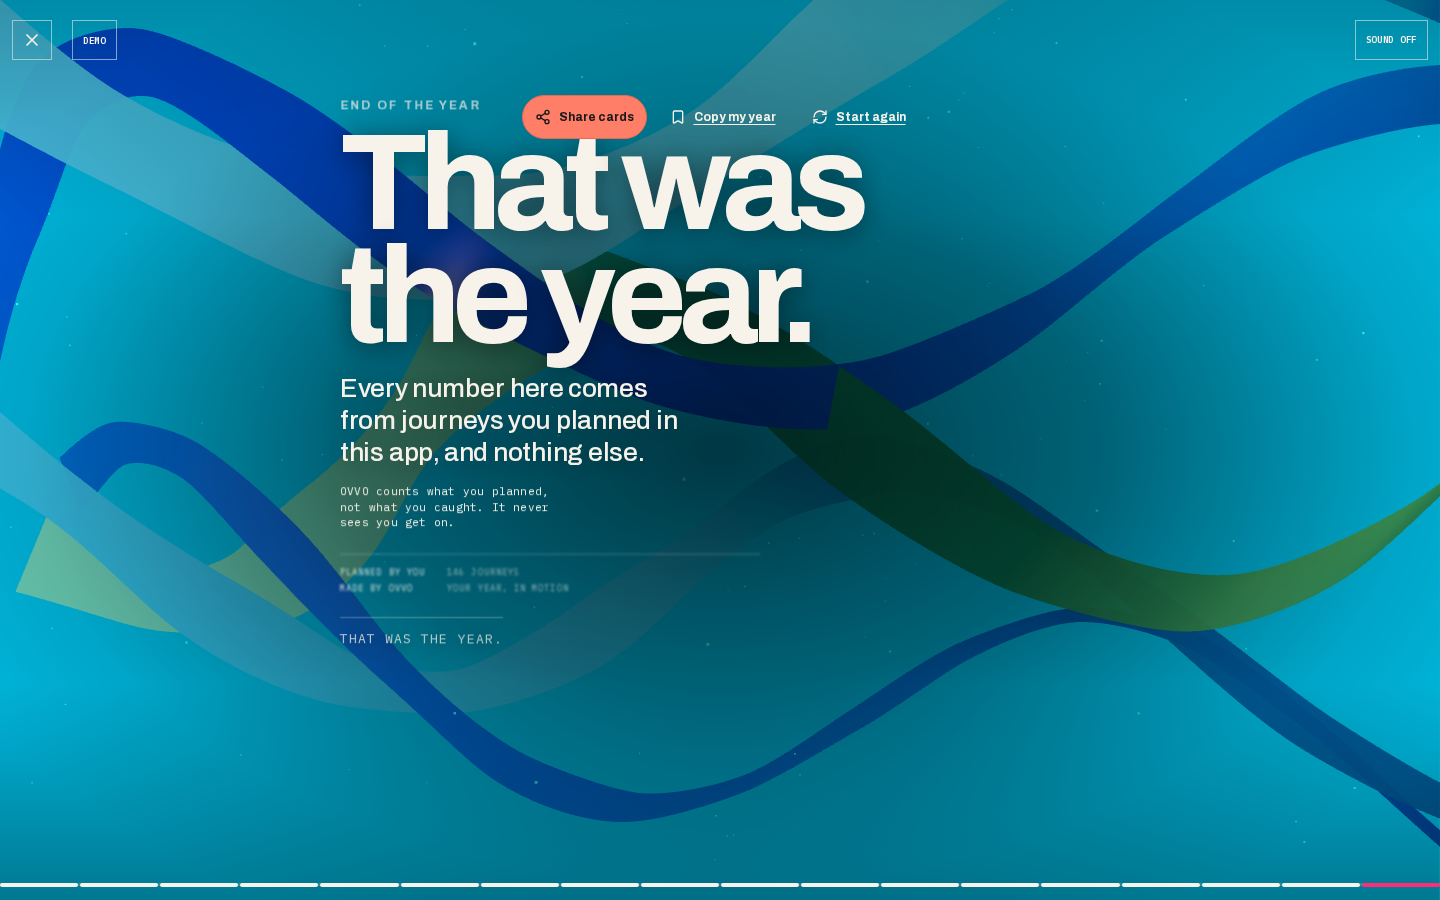 DEMO
SOUND OFF
END OF THE YEAR
Share cards
Copy my year
Start again
That was
the year.
Every number here comes
from journeys you planned in
this app, and nothing else.
OVVO counts what you planned,
not what you caught. It never
sees you get on.
PLANNED BY YOU 146 JOURNEYS
MADE BY OVVO YOUR YEAR, IN MOTION
THAT WAS THE YEAR.